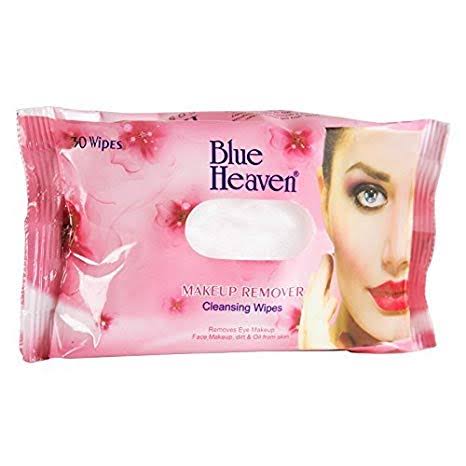 30 Wipes
Blue
Heaven®
MAKEUP REMOVER
Cleansing Wipes
Removes Eye Makeup
Face Makeup, dirt & Oil from skin